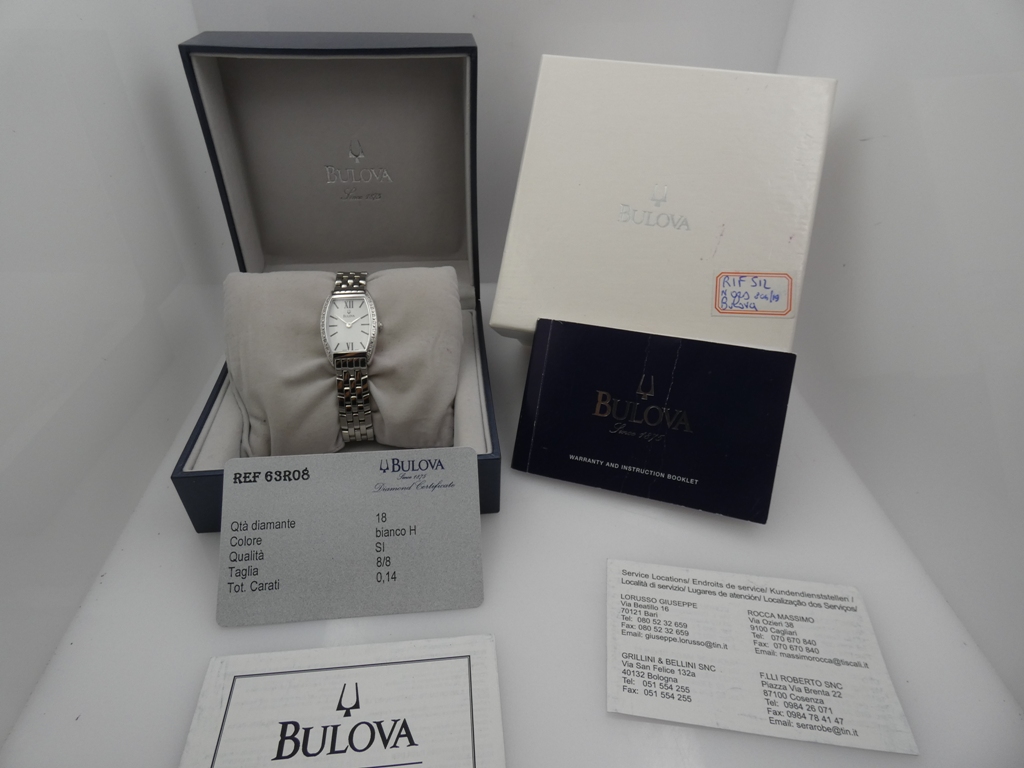 BULOVA
Since 1875
BULOVA
RIF 512
BULOVA
BULOVA
Since 1875
WARRANTY AND INSTRUCTION BOOKLET
XII
VI
REF 63R08
BULOVA
Since 1875
Diamond Certificate
Qtà diamante 18
Colore bianco H
Qualità SI
Taglia 8/8
Tot. Carati 0,14
BULOVA
Service Locations/ Endroits de service/ Kundendienststellen /
Località di servizio/ Lugares de atención/ Localização dos Serviços/
LORUSSO GIUSEPPE
Via Beatillo 16
70121 Bari
Tel: 080 52 32 659
Fax: 080 52 32 659
Email: giuseppe.lorusso@tin.it
GRILLINI & BELLINI SNC
Via San Felice 132a
40132 Bologna
Tel: 051 554 255
Fax: 051 554 255
ROCCA MASSIMO
Via Ozieri 38
9100 Cagliari
Tel: 070 670 840
Fax: 070 670 840
Email: massimorocca@tiscali.it
F.LLI ROBERTO SNC
Piazza Via Brenta 22
87100 Cosenza
Tel: 0984 26 071
Fax: 0984 78 41 47
Email: serarobe@tin.it